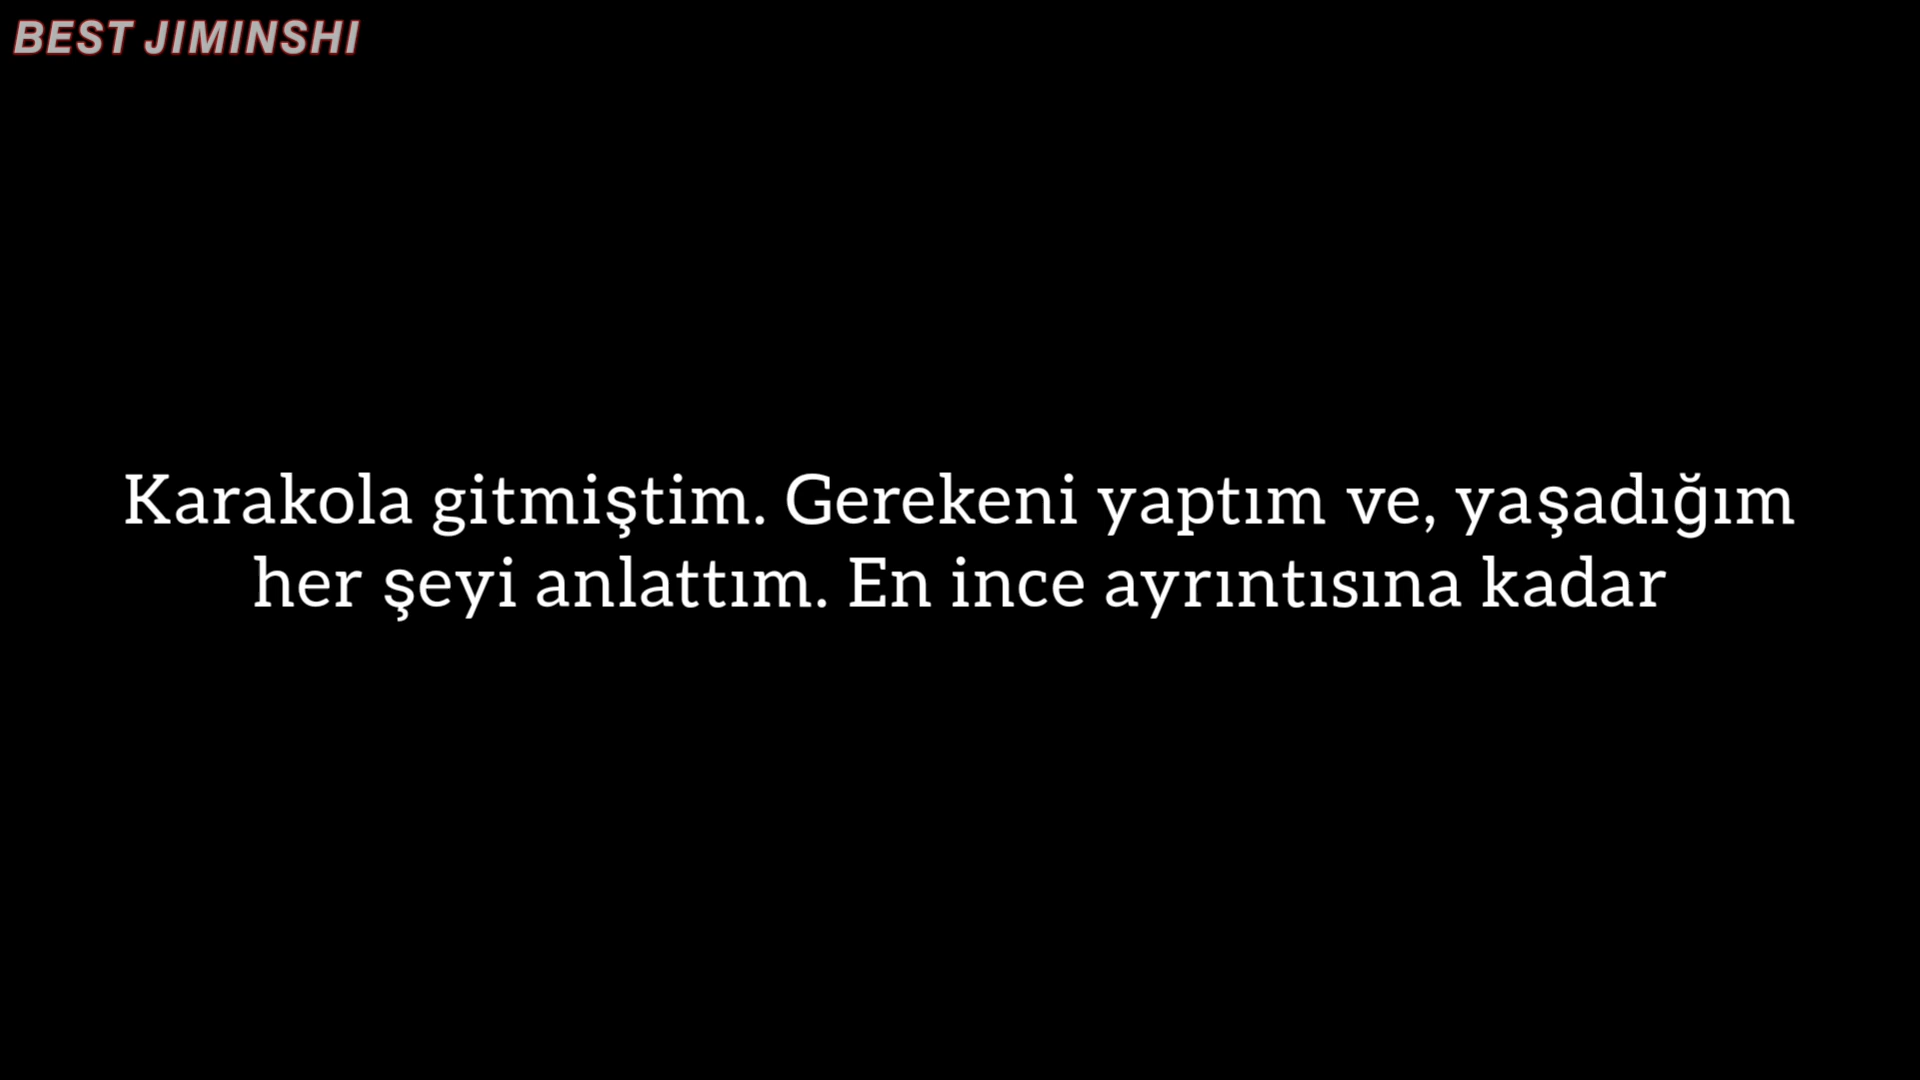 BEST JIMINSHI
Karakola gitmiştim. Gerekeni yaptım ve, yaşadığım
her şeyi anlattım. En ince ayrıntısına kadar